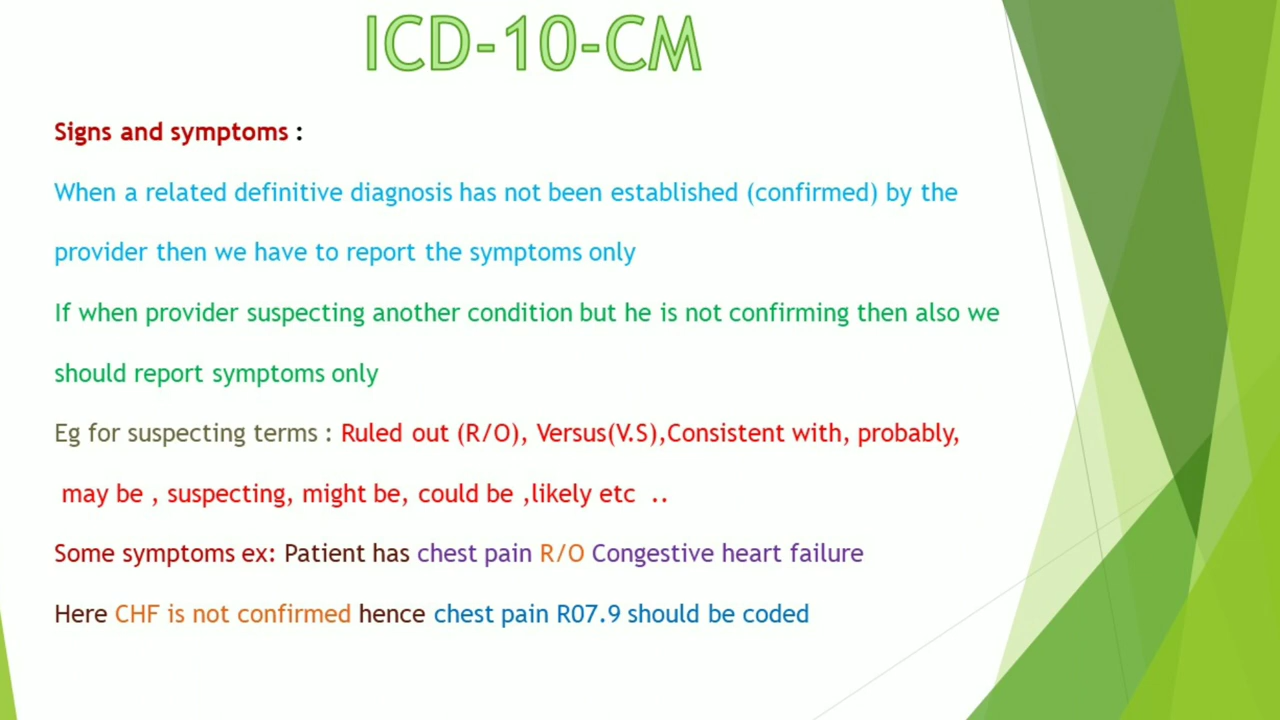 ICD-10-CM
Signs and symptoms :
When a related definitive diagnosis has not been established (confirmed) by the
provider then we have to report the symptoms only
If when provider suspecting another condition but he is not confirming then also we
should report symptoms only
Eg for suspecting terms : Ruled out (R/O), Versus(V.S),Consistent with, probably,
may be , suspecting, might be, could be ,likely etc ..
Some symptoms ex: Patient has chest pain R/O Congestive heart failure
Here CHF is not confirmed hence chest pain R07.9 should be coded